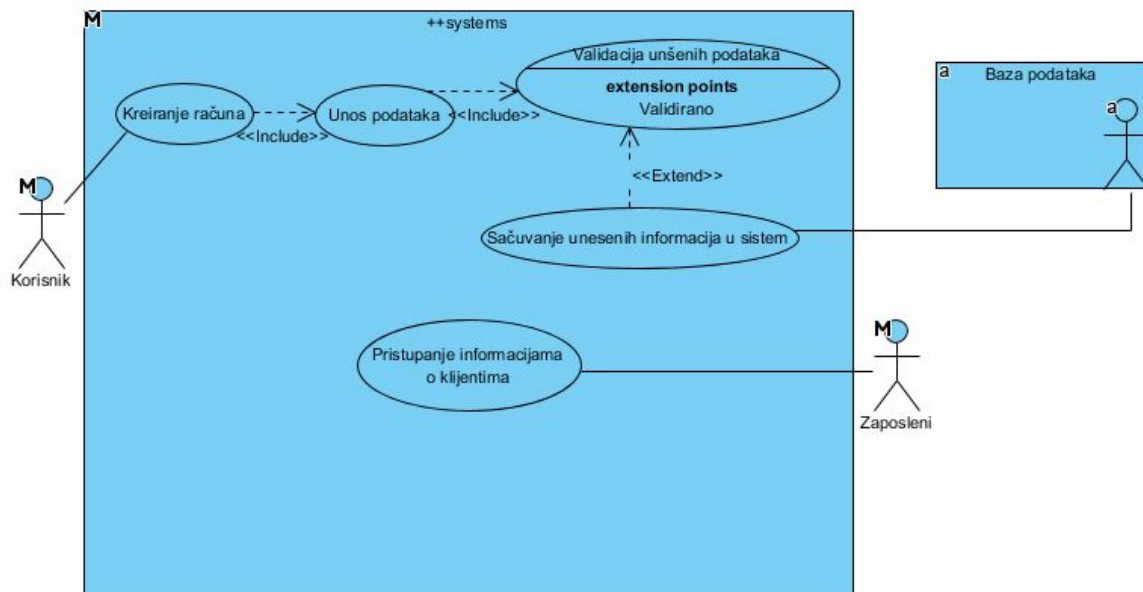 M
++systems
Validacija unšenih podataka
extension points
Validirano
Kreiranje računa
Unos podataka
<<Include>>
<<Include>>
<<Extend>>
Sačuvanje unesenih informacija u sistem
a
Baza podataka
a
M
Korisnik
Pristupanje informacijama
o klijentima
M
Zaposleni